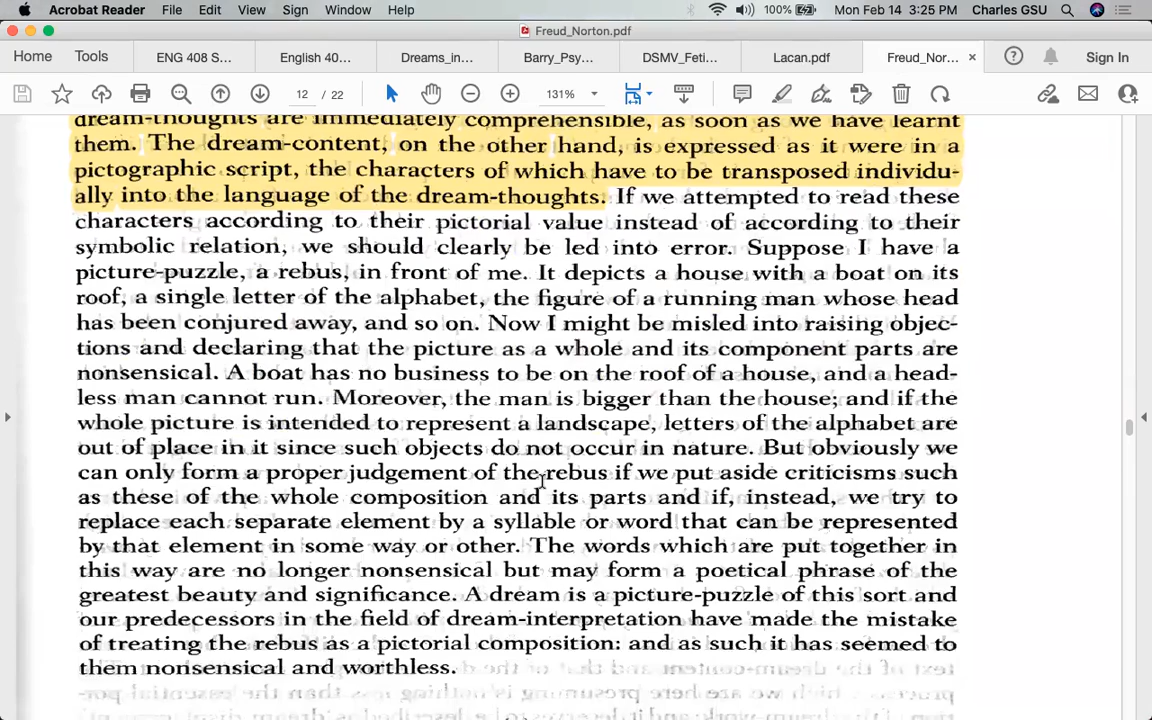 Acrobat Reader File Edit View Sign Window Help 100% Mon Feb 14 3:25 PM Charles GSU
Freud_Norton.pdf
Home Tools ENG 408 S... English 40... Dreams_in... Barry_Psy... DSMV_Feti... Lacan.pdf Freud_Nor... × ? Sign In
12 / 22 131%
dream-thoughts are immediately comprehensible, as soon as we have learnt
them. The dream-content, on the other hand, is expressed as it were in a
pictographic script, the characters of which have to be transposed individu-
ally into the language of the dream-thoughts. If we attempted to read these
characters according to their pictorial value instead of according to their
symbolic relation, we should clearly be led into error. Suppose I have a
picture-puzzle, a rebus, in front of me. It depicts a house with a boat on its
roof, a single letter of the alphabet, the figure of a running man whose head
has been conjured away, and so on. Now I might be misled into raising objec-
tions and declaring that the picture as a whole and its component parts are
nonsensical. A boat has no business to be on the roof of a house, and a head-
less man cannot run. Moreover, the man is bigger than the house; and if the
whole picture is intended to represent a landscape, letters of the alphabet are
out of place in it since such objects do not occur in nature. But obviously we
can only form a proper judgement of the rebus if we put aside criticisms such
as these of the whole composition and its parts and if, instead, we try to
replace each separate element by a syllable or word that can be represented
by that element in some way or other. The words which are put together in
this way are no longer nonsensical but may form a poetical phrase of the
greatest beauty and significance. A dream is a picture-puzzle of this sort and
our predecessors in the field of dream-interpretation have made the mistake
of treating the rebus as a pictorial composition: and as such it has seemed to
them nonsensical and worthless.